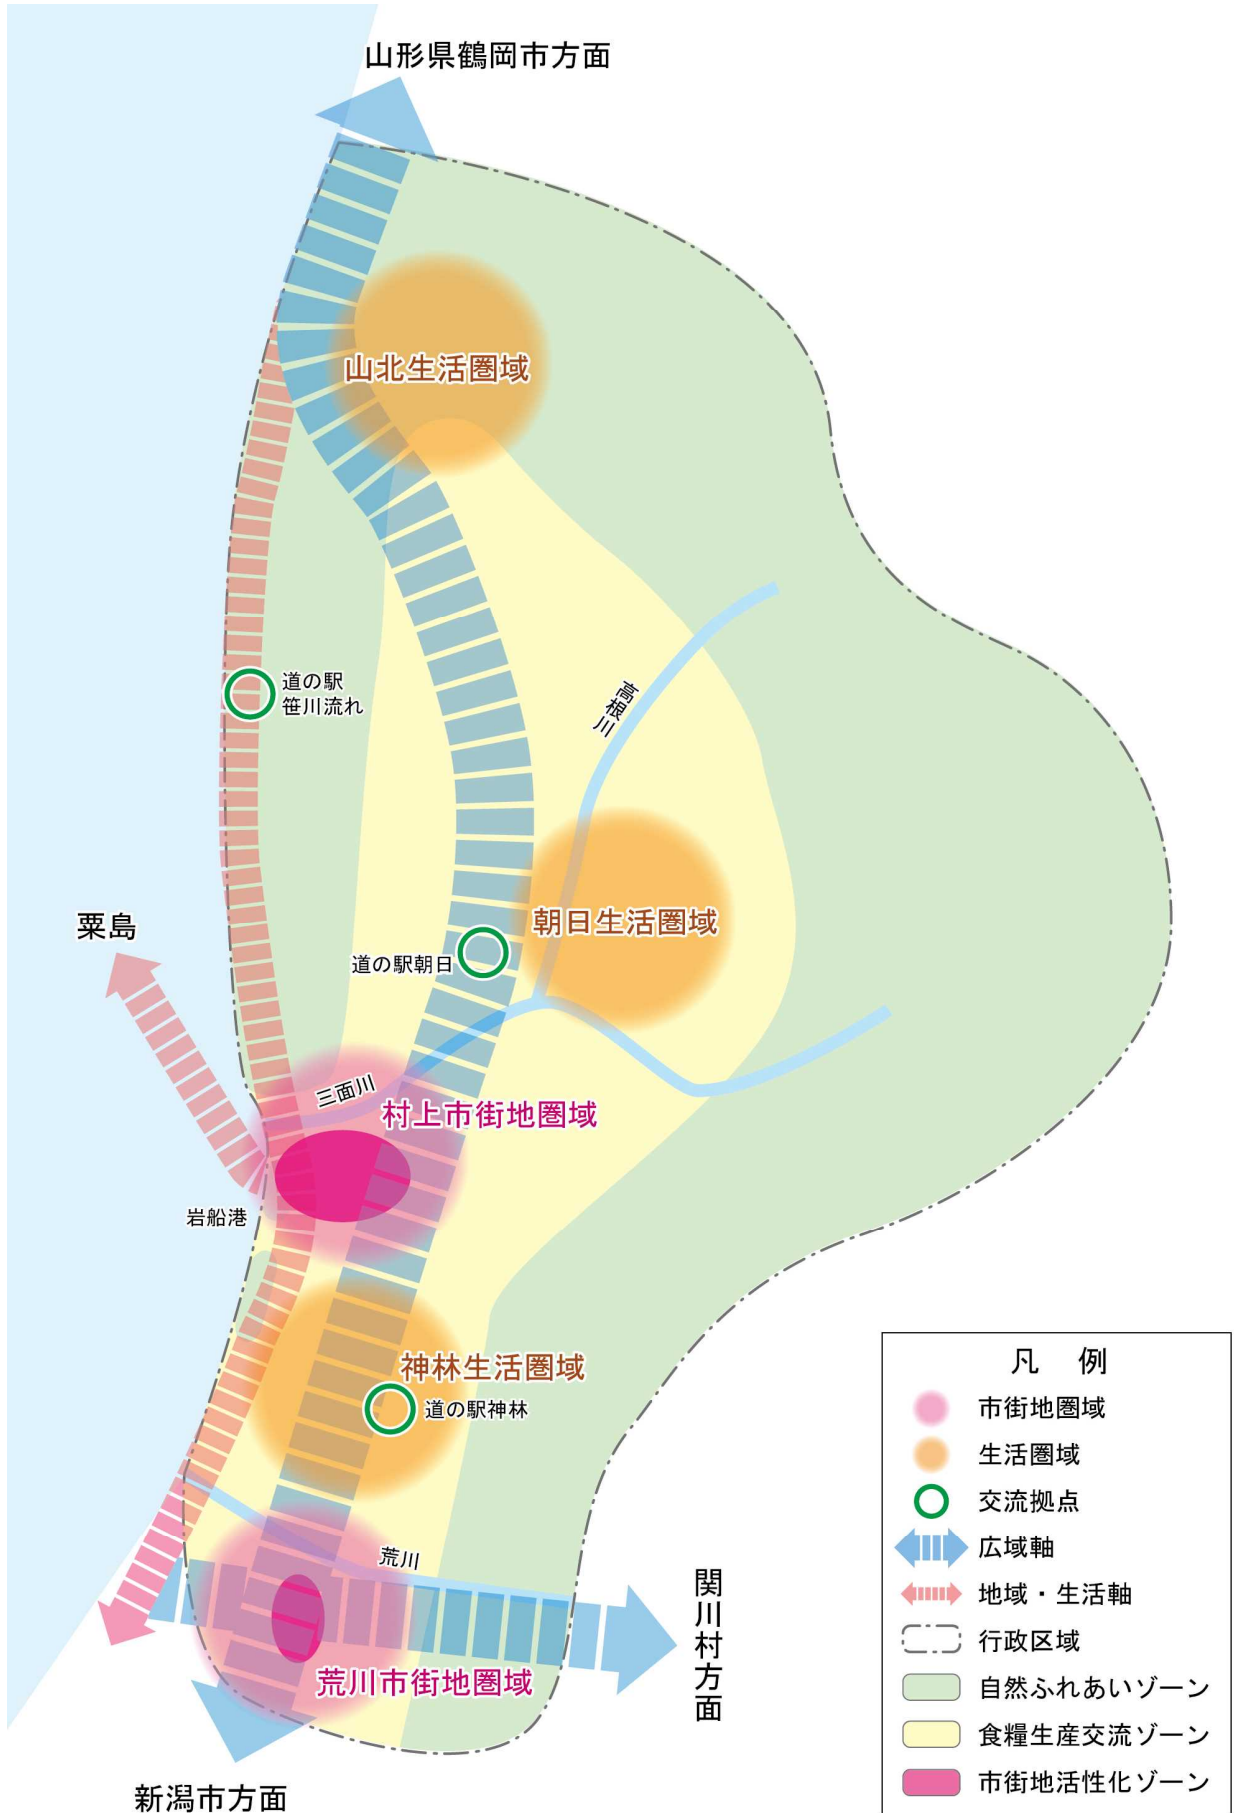 山形県鶴岡市方面
山北生活圏域
道の駅
笹川流れ
高根川
粟島
朝日生活圏域
道の駅朝日
三面川
村上市街地圏域
岩船港
神林生活圏域
道の駅神林
荒川
関川村方面
荒川市街地圏域
新潟市方面
凡 例
市街地圏域
生活圏域
交流拠点
広域軸
地域・生活軸
行政区域
自然ふれあいゾーン
食糧生産交流ゾーン
市街地活性化ゾーン